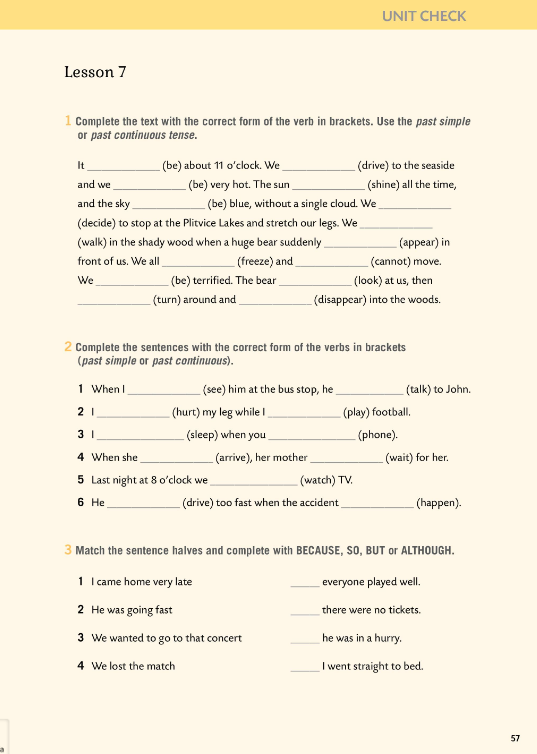 UNIT CHECK
Lesson 7
1 Complete the text with the correct form of the verb in brackets. Use the past simple
or past continuous tense.
It ____________ (be) about 11 o'clock. We ____________ (drive) to the seaside
and we ____________ (be) very hot. The sun ____________ (shine) all the time,
and the sky ____________ (be) blue, without a single cloud. We ____________
(decide) to stop at the Plitvice Lakes and stretch our legs. We ____________
(walk) in the shady wood when a huge bear suddenly ____________ (appear) in
front of us. We all ____________ (freeze) and ____________ (cannot) move.
We ____________ (be) terrified. The bear ____________ (look) at us, then
____________ (turn) around and ____________ (disappear) into the woods.
2 Complete the sentences with the correct form of the verbs in brackets
(past simple or past continuous).
1 When I ____________ (see) him at the bus stop, he ___________ (talk) to John.
2 I ____________ (hurt) my leg while I ____________ (play) football.
3 I ______________ (sleep) when you ______________ (phone).
4 When she ____________ (arrive), her mother ____________ (wait) for her.
5 Last night at 8 o'clock we ______________ (watch) TV.
6 He ____________ (drive) too fast when the accident ____________ (happen).
3 Match the sentence halves and complete with BECAUSE, SO, BUT or ALTHOUGH.
1 I came home very late _____ everyone played well.
2 He was going fast _____ there were no tickets.
3 We wanted to go to that concert _____ he was in a hurry.
4 We lost the match _____ I went straight to bed.
57
a